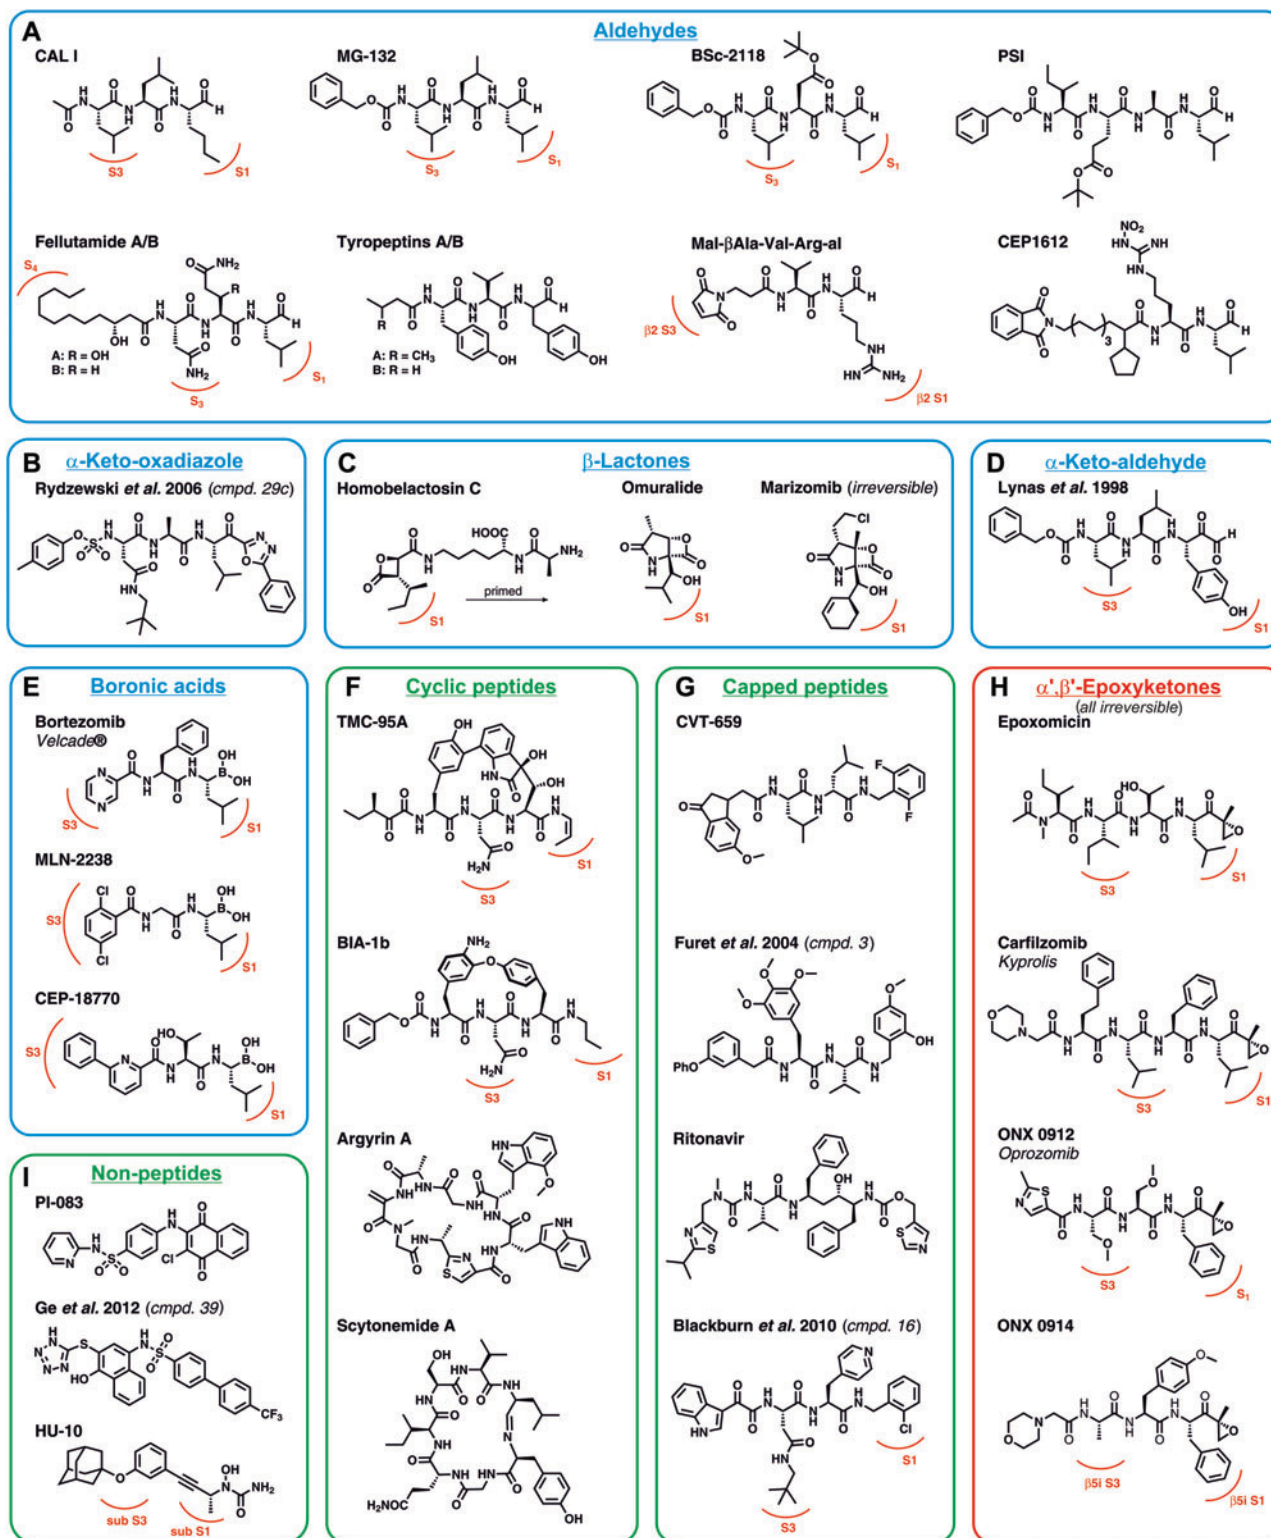 A
Aldehydes
CAL I
S3
S1
MG-132
S3
S1
BSc-2118
S3
S1
PSI
Fellutamide A/B
S4
A: R = OH
B: R = H
S3
S1
Tyropeptins A/B
A: R = CH3
B: R = H
Mal-βAla-Val-Arg-al
β2 S3
β2 S1
CEP1612
B
α-Keto-oxadiazole
Rydzewski et al. 2006 (cmpd. 29c)
C
β-Lactones
Homobelactosin C
S1
primed
Omuralide
S1
Marizomib (irreversible)
S1
D
α-Keto-aldehyde
Lynas et al. 1998
S3
S1
E
Boronic acids
Bortezomib
Velcade®
S3
S1
MLN-2238
S3
S1
CEP-18770
S3
S1
F
Cyclic peptides
TMC-95A
S3
S1
BIA-1b
S3
S1
Argyrin A
Scytonemide A
G
Capped peptides
CVT-659
Furet et al. 2004 (cmpd. 3)
Ritonavir
Blackburn et al. 2010 (cmpd. 16)
S1
S3
H
α',β'-Epoxyketones
(all irreversible)
Epoxomicin
S3
S1
Carfilzomib
Kyprolis
S3
S1
ONX 0912
Oprozomib
S3
S1
ONX 0914
β5i S3
β5i S1
I
Non-peptides
PI-083
Ge et al. 2012 (cmpd. 39)
HU-10
sub S3
sub S1